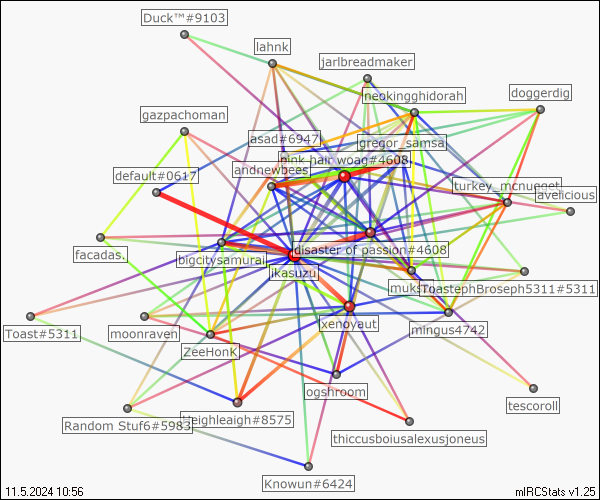 Duck™#9103
lahnk
jarlbreadmaker
neokingghidorah
doggerdig
gazpachoman
asad#6947
gregor_samsa
pink hair woag#4608
default#0617
andnewbees
turkey_mcnugget
avelicious
disaster of passion#4608
facadas.
bigcitysamurai
likasuzu
muksu
ToastephBroseph5311#5311
Toast#5311
moonraven
xenoyaut
mingus4742
ZeeHonK
ogshroom
tescoroll
Random Stuf6#5983
Heighleaigh#8575
thiccusboiusalexusjoneus
Knowun#6424
11.5.2024 10:56
mIRCStats v1.25